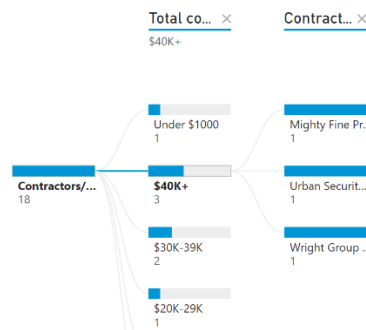 Total co... ×
Contract... ×
$40K+
Under $1000
1
Mighty Fine Pr..
1
Contractors/...
18
$40K+
3
Urban Securit...
1
$30K-39K
2
Wright Group ..
1
$20K-29K
1